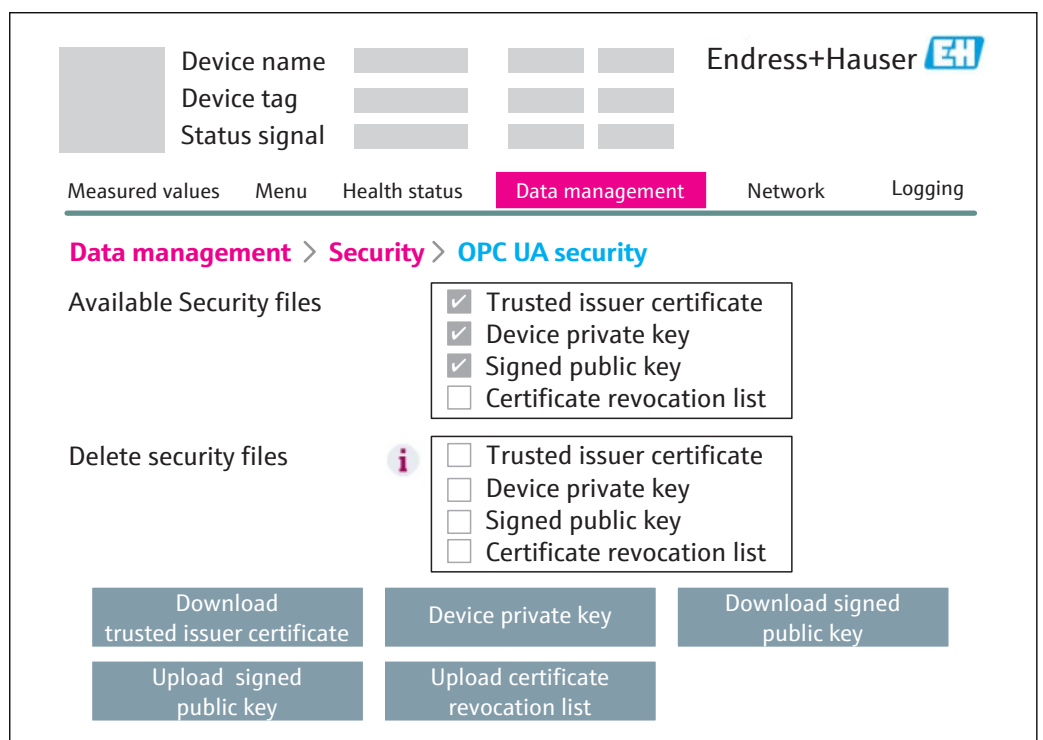 Device name
Device tag
Status signal
Endress+Hauser EH
Measured values Menu Health status Data management Network Logging
Data management > Security > OPC UA security
Available Security files
Trusted issuer certificate
Device private key
Signed public key
Certificate revocation list
Delete security files
i
Trusted issuer certificate
Device private key
Signed public key
Certificate revocation list
Download
trusted issuer certificate
Device private key
Download signed
public key
Upload signed
public key
Upload certificate
revocation list